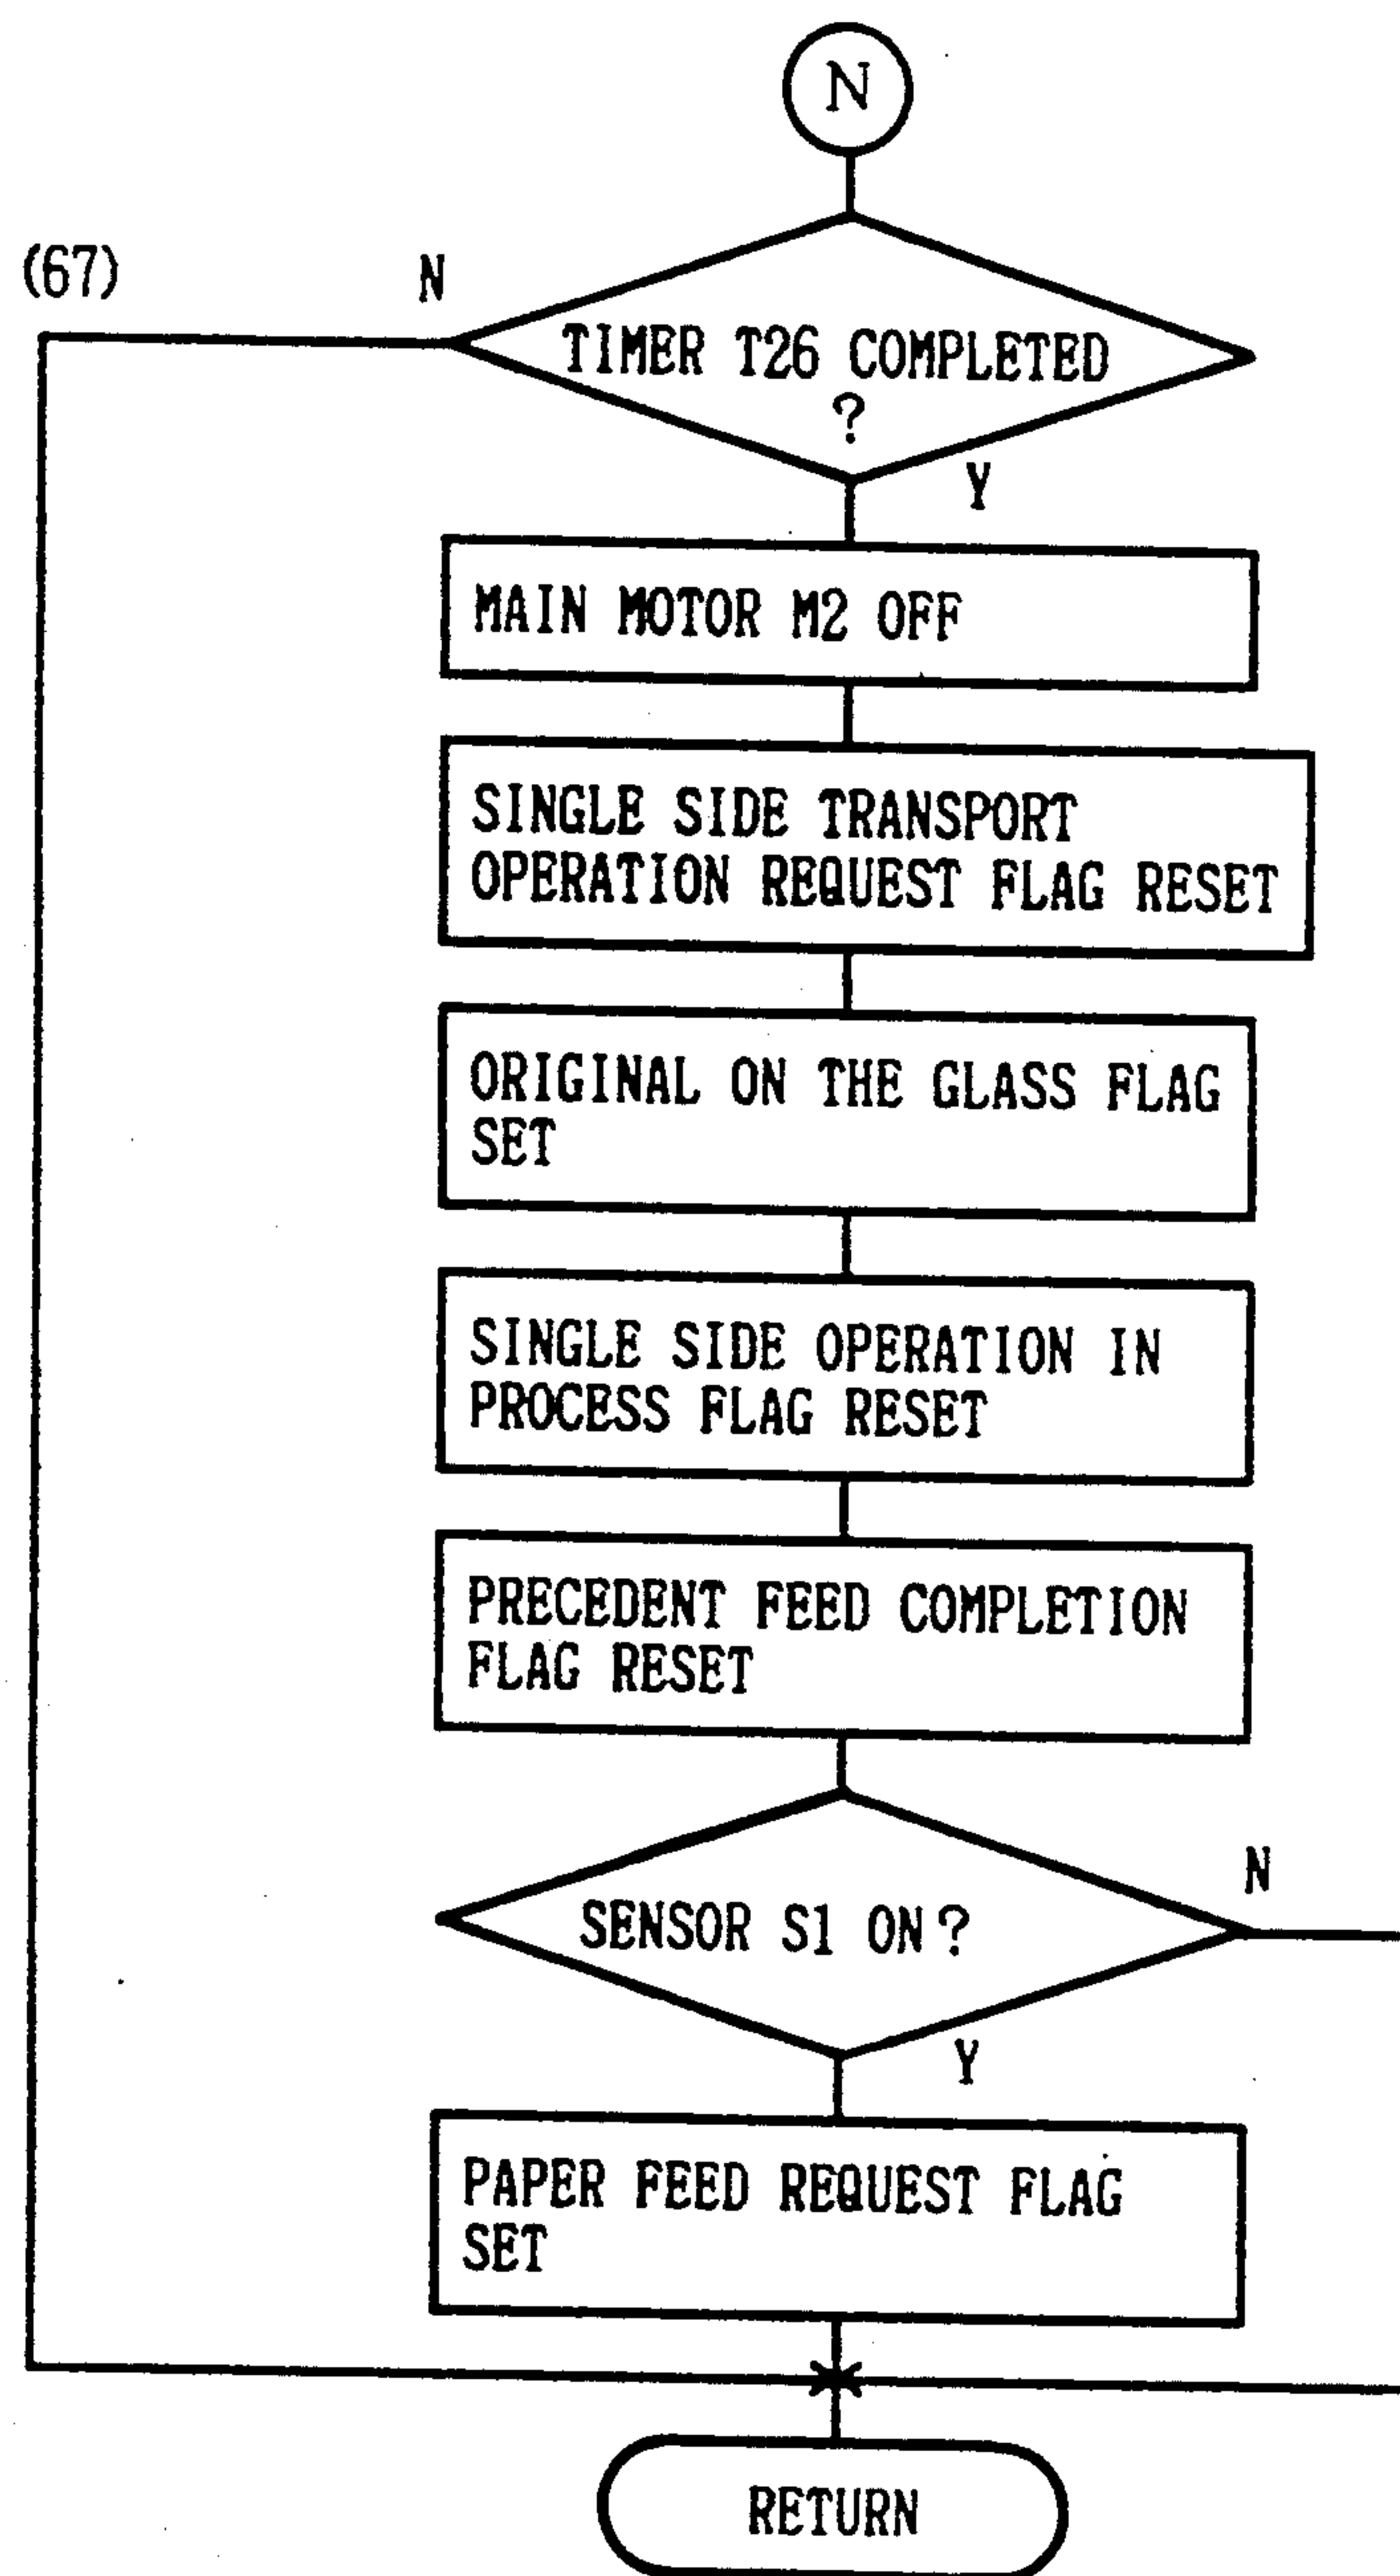 N
(67)
N
TIMER T26 COMPLETED
?
Y
MAIN MOTOR M2 OFF
SINGLE SIDE TRANSPORT
OPERATION REQUEST FLAG RESET
ORIGINAL ON THE GLASS FLAG
SET
SINGLE SIDE OPERATION IN
PROCESS FLAG RESET
PRECEDENT FEED COMPLETION
FLAG RESET
N
SENSOR S1 ON?
Y
PAPER FEED REQUEST FLAG
SET
RETURN